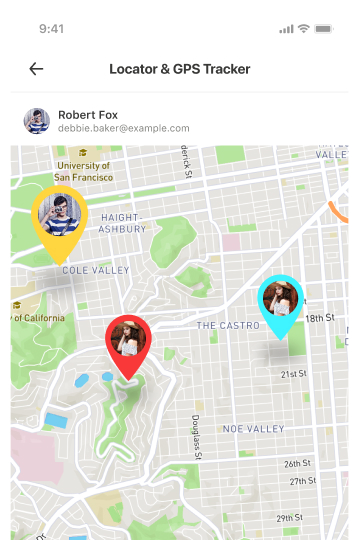 9:41
Locator & GPS Tracker
Robert Fox
debbie.baker@example.com
VALLE
derick St
University of
San Francisco
HAIGHT-
ASHBURY
COLE VALLEY
y of California
THE CASTRO
18th St
21st St
Douglass St
NOE VALLEY
26th St
27th St
29th St
Dr